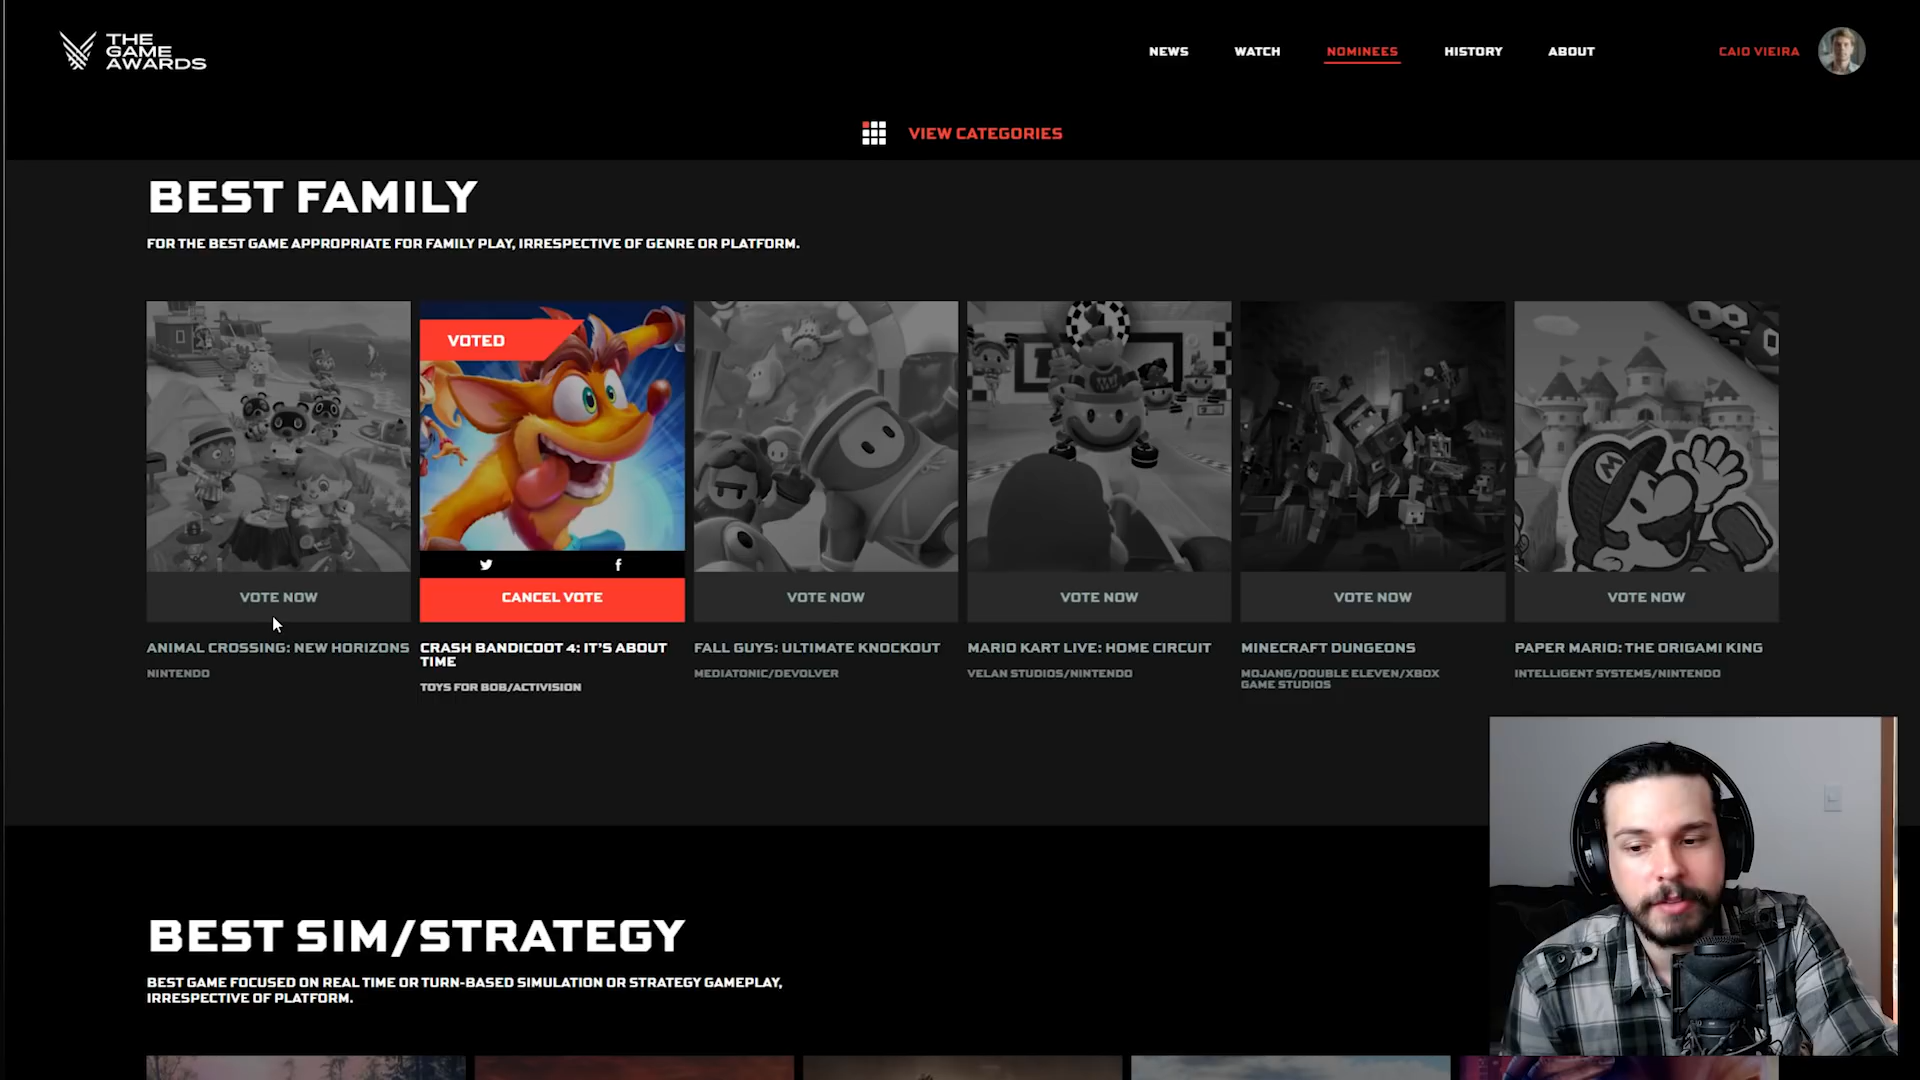 THE
GAME
AWARDS
NEWS
WATCH
NOMINEES
HISTORY
ABOUT
CAIO VIEIRA
VIEW CATEGORIES
BEST FAMILY
FOR THE BEST GAME APPROPRIATE FOR FAMILY PLAY, IRRESPECTIVE OF GENRE OR PLATFORM.
VOTED
VOTE NOW
CANCEL VOTE
VOTE NOW
VOTE NOW
VOTE NOW
VOTE NOW
ANIMAL CROSSING: NEW HORIZONS
NINTENDO
CRASH BANDICOOT 4: IT'S ABOUT
TIME
TOYS FOR BOB/ACTIVISION
FALL GUYS: ULTIMATE KNOCKOUT
MEDIATONIC/DEVOLVER
MARIO KART LIVE: HOME CIRCUIT
VELAN STUDIOS/NINTENDO
MINECRAFT DUNGEONS
MOJANG/DOUBLE ELEVEN/XBOX
GAME STUDIOS
PAPER MARIO: THE ORIGAMI KING
INTELLIGENT SYSTEMS/NINTENDO
BEST SIM/STRATEGY
BEST GAME FOCUSED ON REAL TIME OR TURN-BASED SIMULATION OR STRATEGY GAMEPLAY,
IRRESPECTIVE OF PLATFORM.